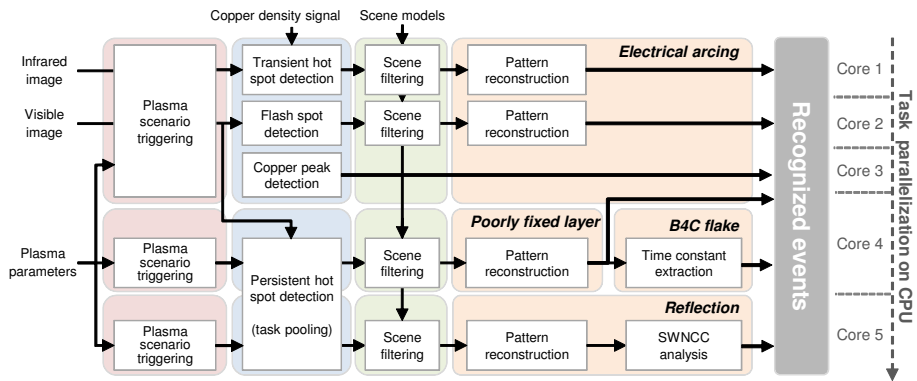 Copper density signal
Scene models
Infrared
image
Visible
image
Plasma
parameters
Plasma
scenario
triggering
Transient hot
spot detection
Scene
filtering
Pattern
reconstruction
Electrical arcing
Flash spot
detection
Scene
filtering
Pattern
reconstruction
Copper peak
detection
Plasma
scenario
triggering
Persistent hot
spot detection
(task pooling)
Scene
filtering
Poorly fixed layer
Pattern
reconstruction
B4C flake
Time constant
extraction
Plasma
scenario
triggering
Scene
filtering
Reflection
Pattern
reconstruction
SWNCC
analysis
Recognized events
Core 1
Core 2
Core 3
Core 4
Core 5
Task parallelization on CPU